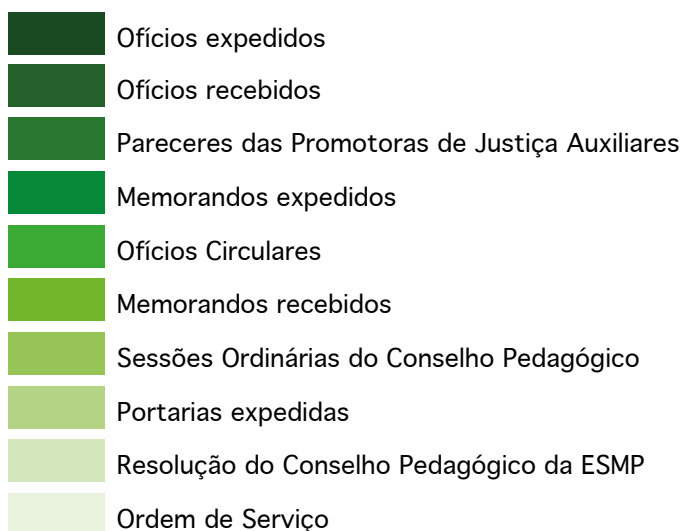 Ofícios expedidos
Ofícios recebidos
Pareceres das Promotoras de Justiça Auxiliares
Memorandos expedidos
Ofícios Circulares
Memorandos recebidos
Sessões Ordinárias do Conselho Pedagógico
Portarias expedidas
Resolução do Conselho Pedagógico da ESMP
Ordem de Serviço